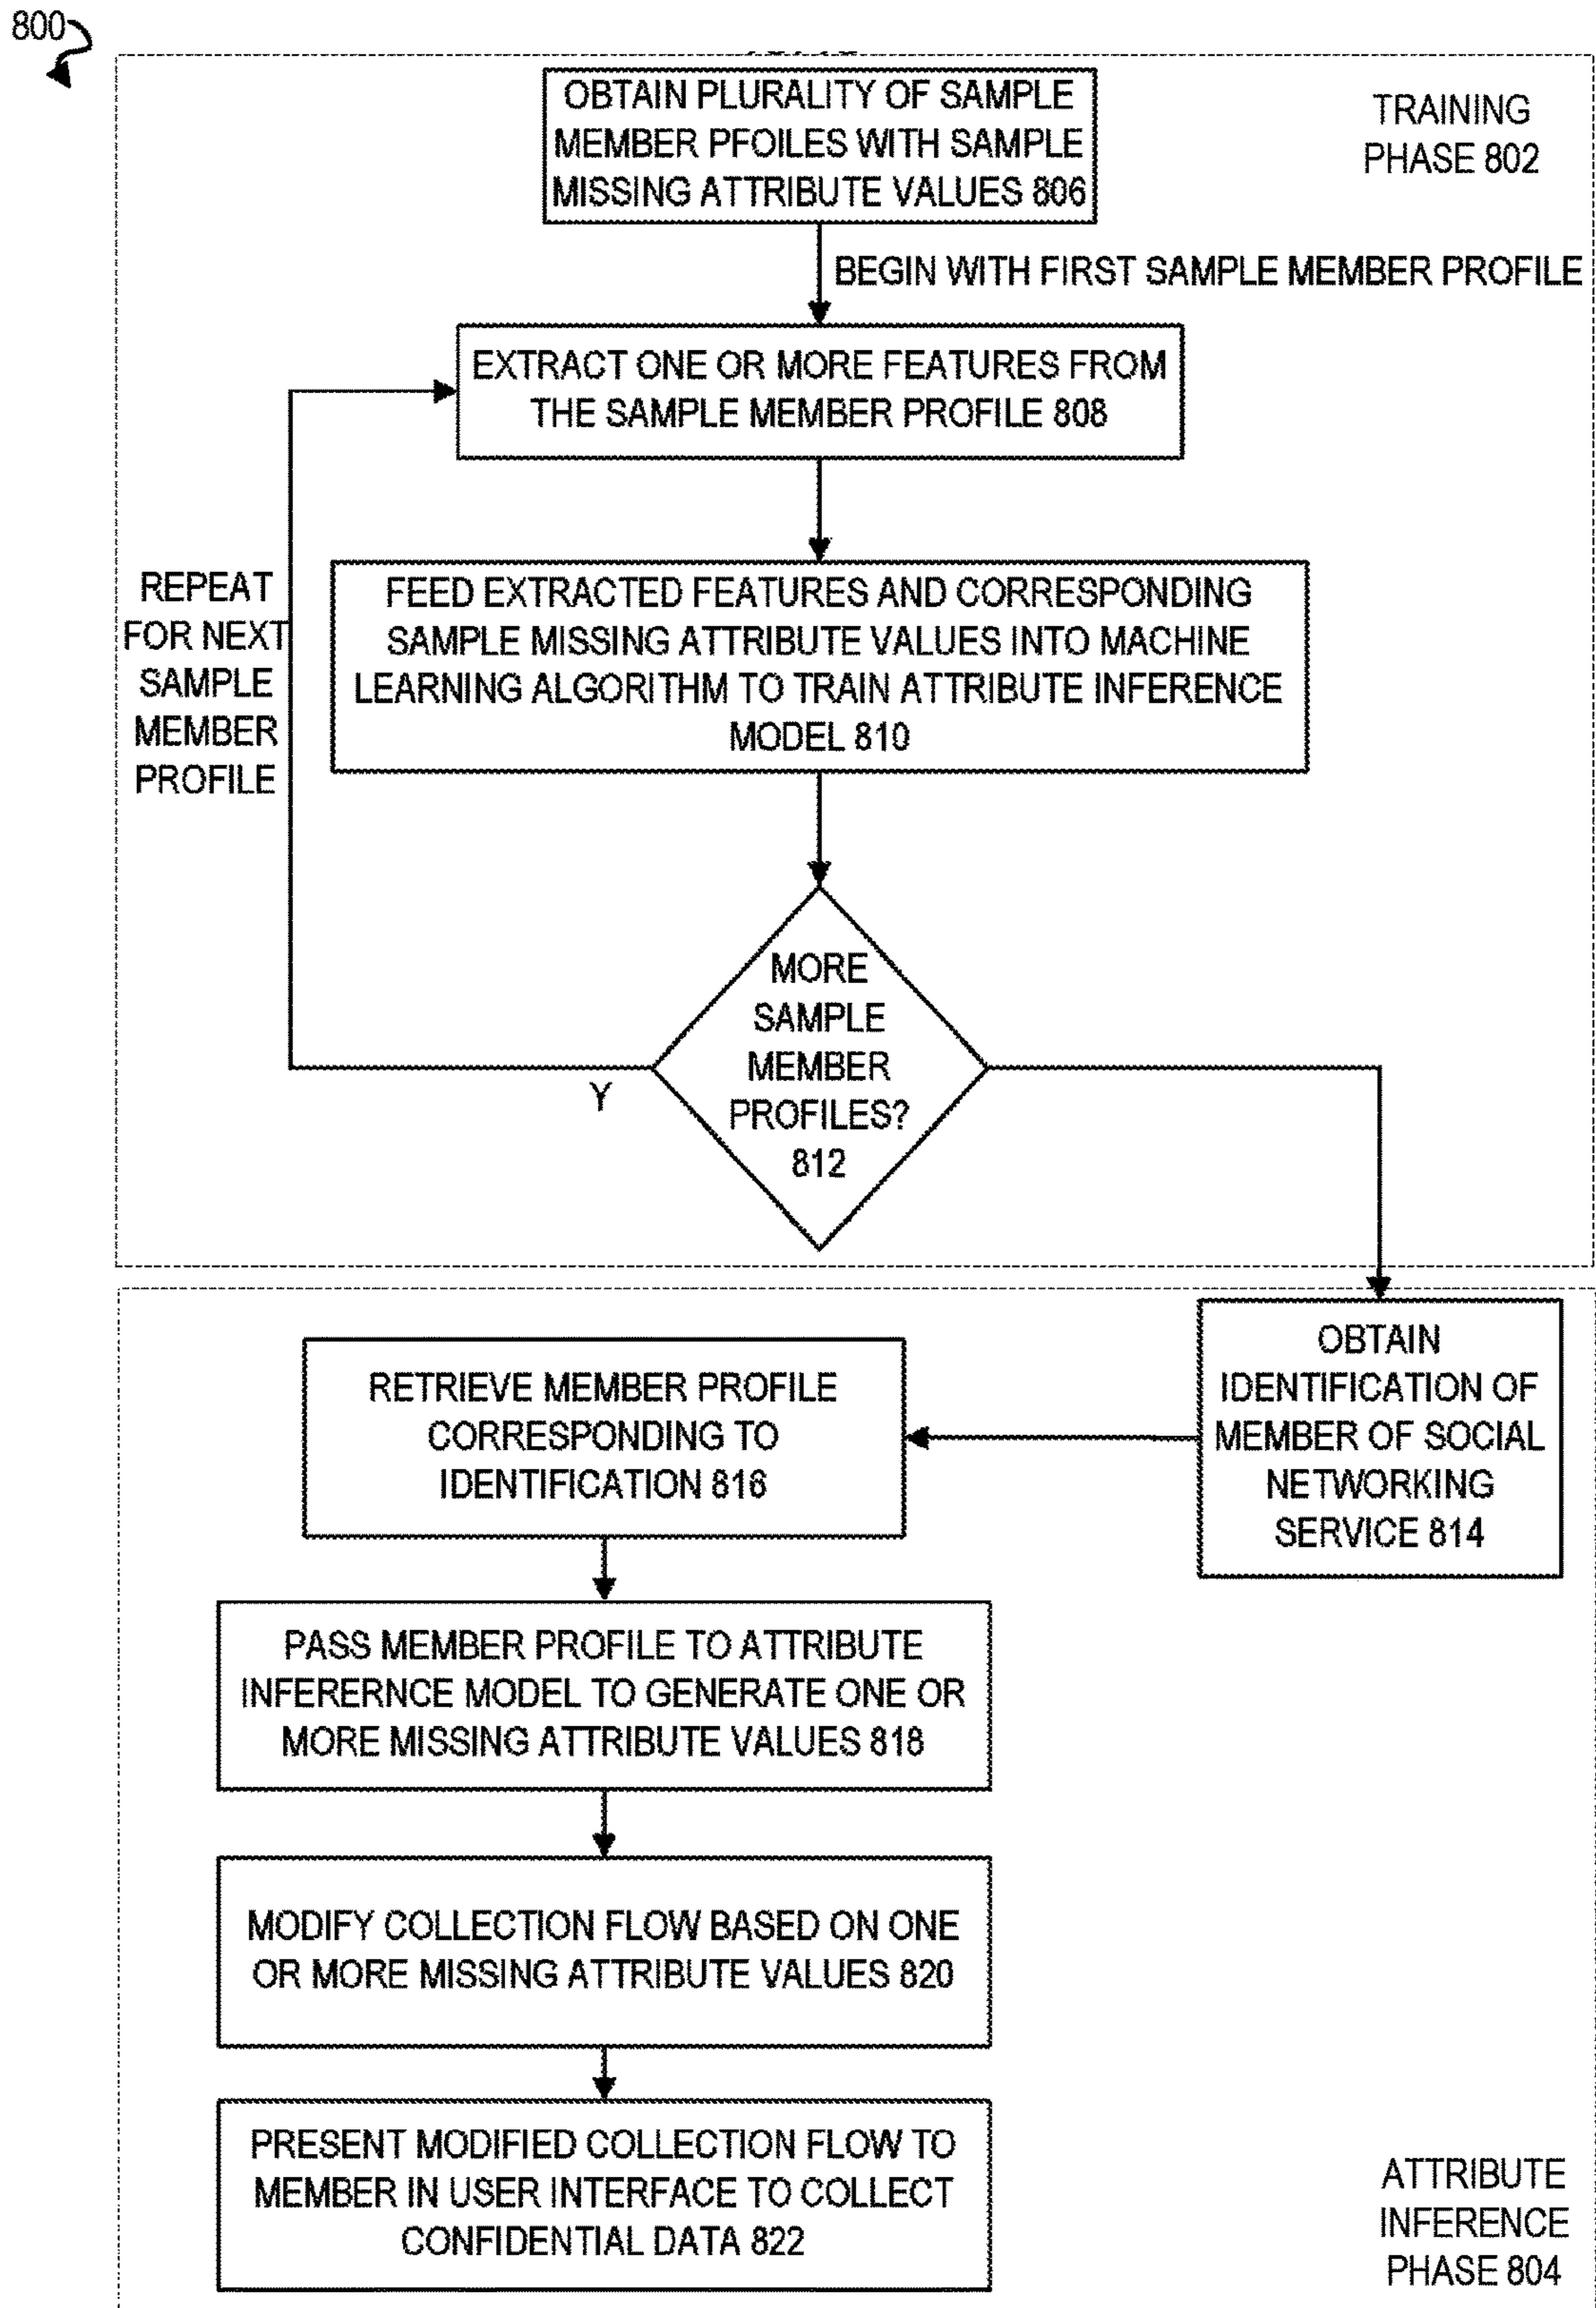 800
OBTAIN PLURALITY OF SAMPLE
MEMBER PFOILES WITH SAMPLE
MISSING ATTRIBUTE VALUES 806
TRAINING
PHASE 802
BEGIN WITH FIRST SAMPLE MEMBER PROFILE
EXTRACT ONE OR MORE FEATURES FROM
THE SAMPLE MEMBER PROFILE 808
REPEAT
FOR NEXT
SAMPLE
MEMBER
PROFILE
FEED EXTRACTED FEATURES AND CORRESPONDING
SAMPLE MISSING ATTRIBUTE VALUES INTO MACHINE
LEARNING ALGORITHM TO TRAIN ATTRIBUTE INFERENCE
MODEL 810
MORE
SAMPLE
MEMBER
PROFILES?
812
Y
OBTAIN
IDENTIFICATION OF
MEMBER OF SOCIAL
NETWORKING
SERVICE 814
RETRIEVE MEMBER PROFILE
CORRESPONDING TO
IDENTIFICATION 816
PASS MEMBER PROFILE TO ATTRIBUTE
INFERERNCE MODEL TO GENERATE ONE OR
MORE MISSING ATTRIBUTE VALUES 818
MODIFY COLLECTION FLOW BASED ON ONE
OR MORE MISSING ATTRIBUTE VALUES 820
PRESENT MODIFIED COLLECTION FLOW TO
MEMBER IN USER INTERFACE TO COLLECT
CONFIDENTIAL DATA 822
ATTRIBUTE
INFERENCE
PHASE 804